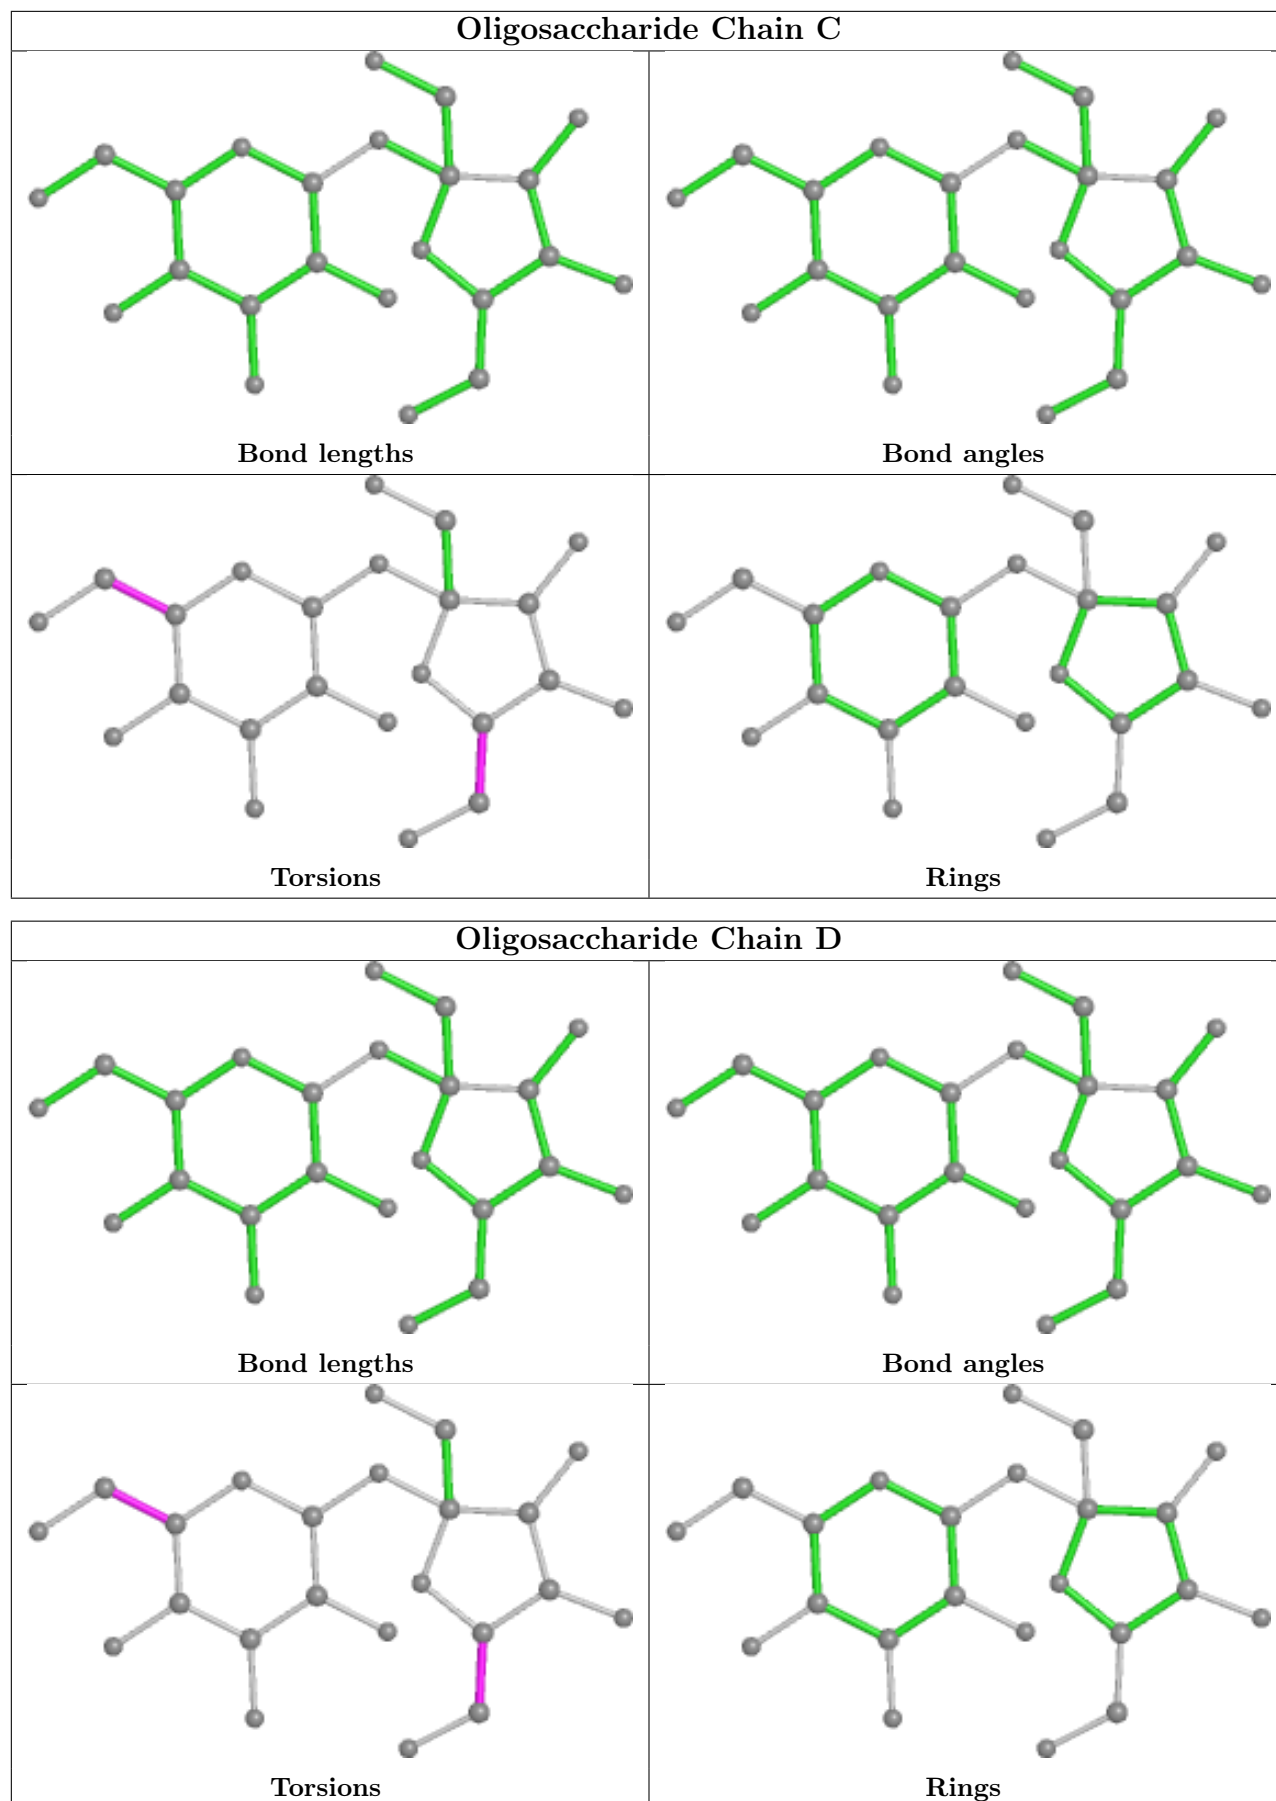 Oligosaccharide Chain C
Bond lengths
Bond angles
Torsions
Rings
Oligosaccharide Chain D
Bond lengths
Bond angles
Torsions
Rings